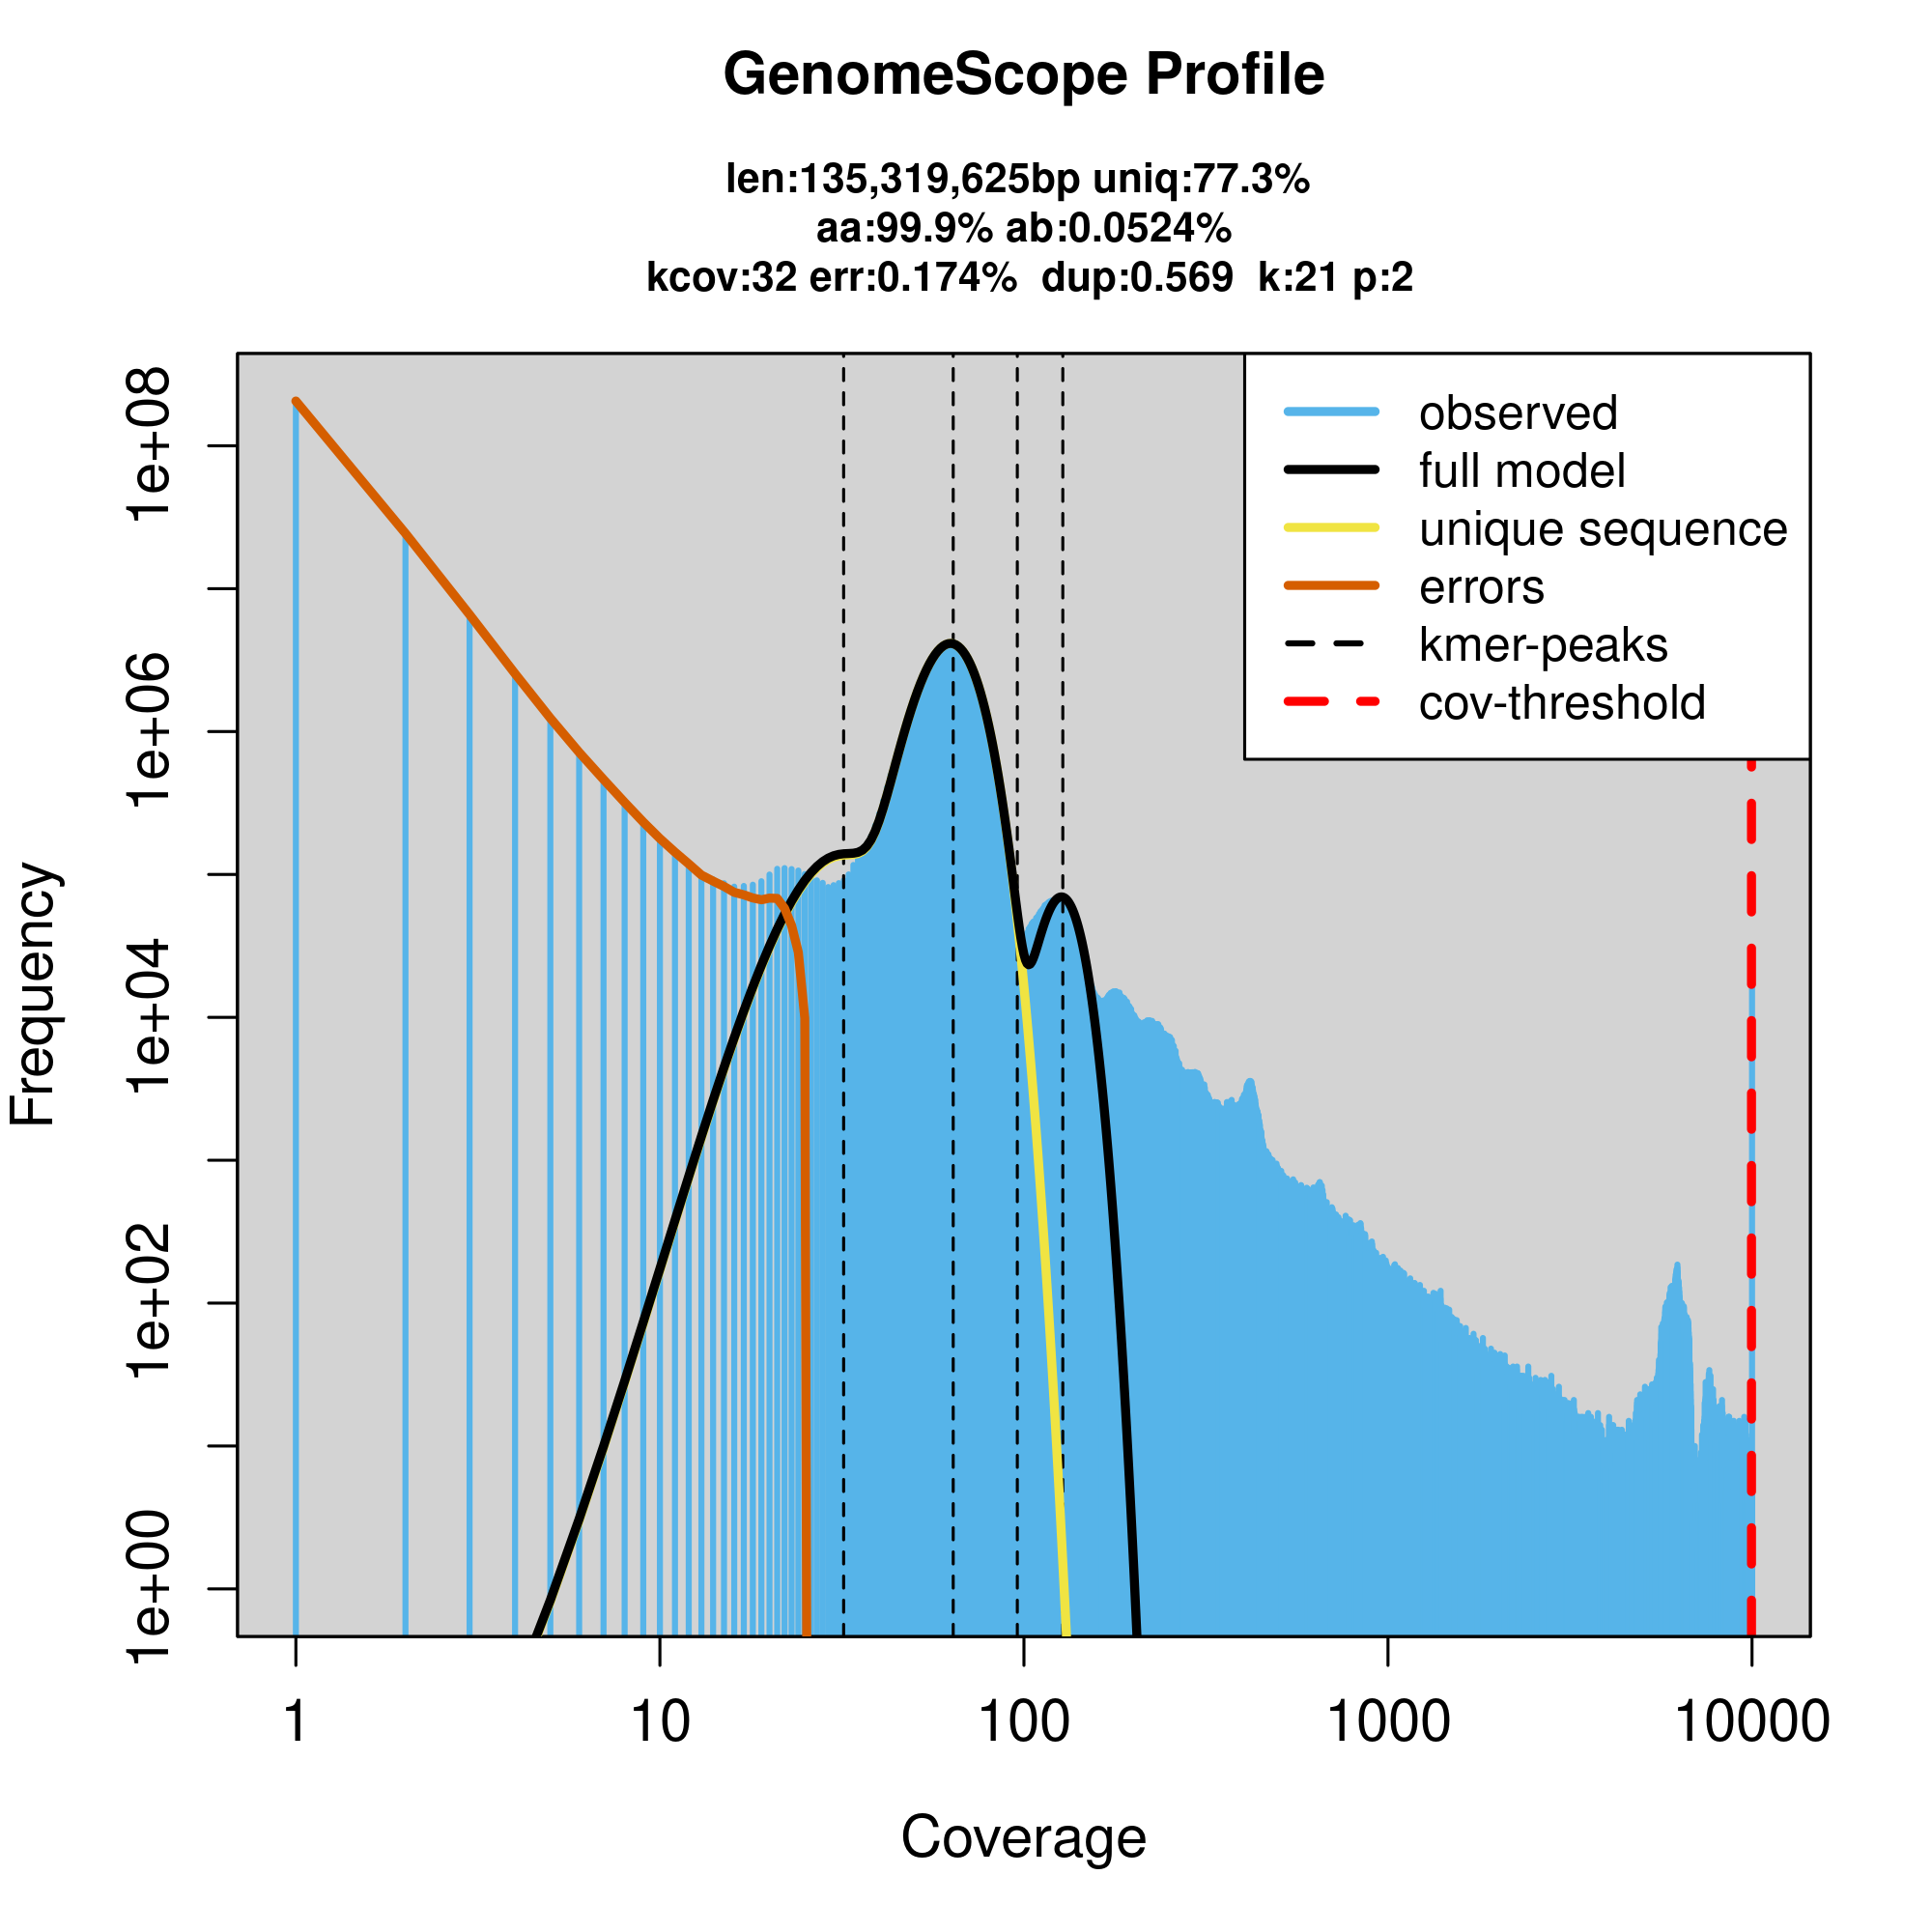 GenomeScope Profile
len:135,319,625bp uniq:77.3%
aa:99.9% ab:0.0524%
kcov:32 err:0.174% dup:0.569 k:21 p:2
observed
full model
unique sequence
errors
kmer-peaks
cov-threshold
Frequency
1e+08
1e+06
1e+04
1e+02
1e+00
1 10 100 1000 10000
Coverage